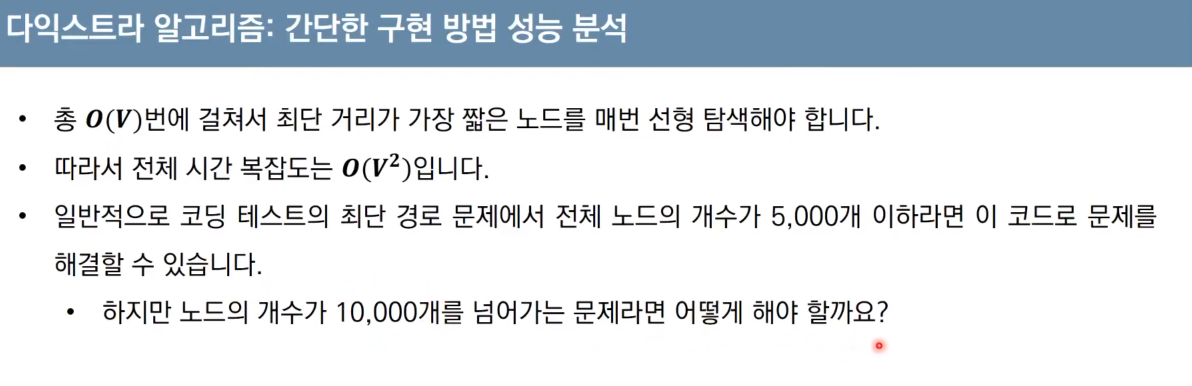 다익스트라 알고리즘: 간단한 구현 방법 성능 분석
• 총 O(V)번에 걸쳐서 최단 거리가 가장 짧은 노드를 매번 선형 탐색해야 합니다.
• 따라서 전체 시간 복잡도는 O(V²)입니다.
• 일반적으로 코딩 테스트의 최단 경로 문제에서 전체 노드의 개수가 5,000개 이하라면 이 코드로 문제를
해결할 수 있습니다.
• 하지만 노드의 개수가 10,000개를 넘어가는 문제라면 어떻게 해야 할까요?